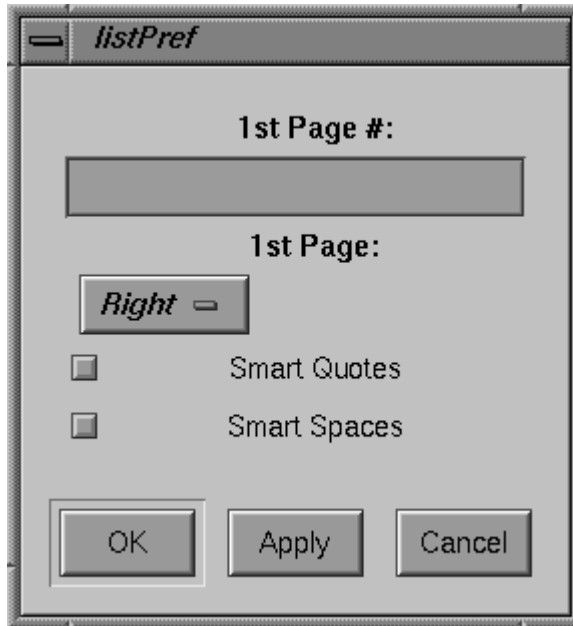 listPref
1st Page #:
1st Page:
Right
Smart Quotes
Smart Spaces
OK Apply Cancel